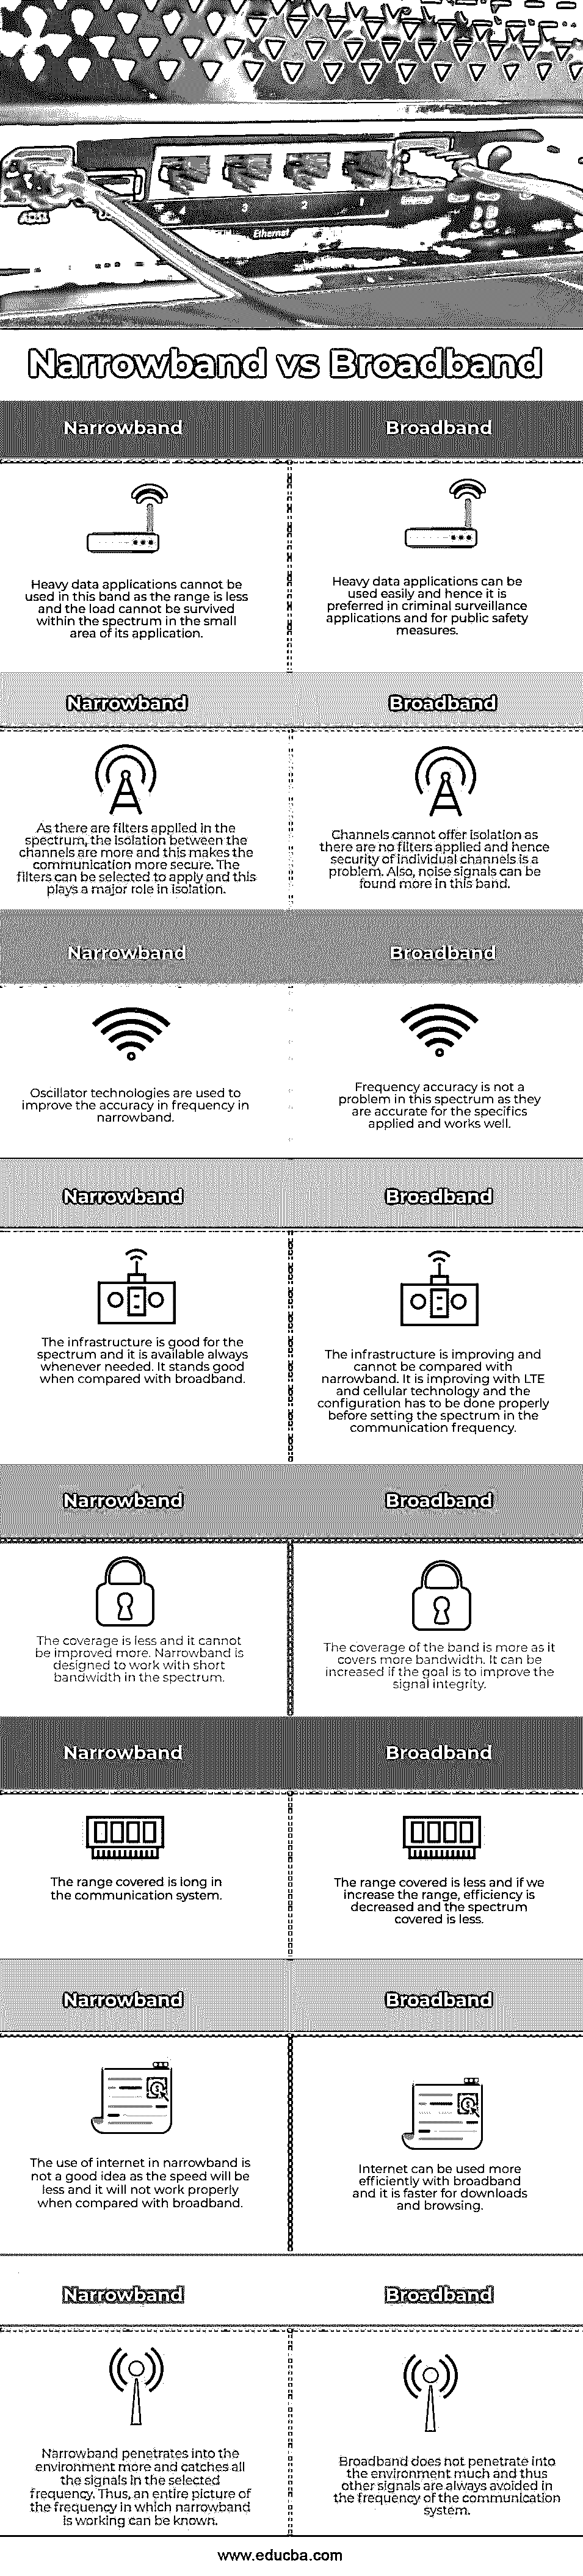 4
3
2
1
Ethernet
Narrowband vs Broadband
Narrowband
Broadband
Heavy data applications cannot be
used in this band as the range is less
and the load cannot be survived
within the spectrum in the small
area of its application.
Heavy data applications can be
used easily and hence it is
preferred in criminal surveillance
applications and for public safety
measures.
Narrowband
Broadband
As there are filters applied in the
spectrum, the isolation between the
channels are more and this makes the
communication more secure. The
filters can be selected to apply and this
plays a major role in isolation.
Channels cannot offer isolation as
there are no filters applied and hence
security of individual channels is a
problem. Also, noise signals can be
found more in this band.
Narrowband
Broadband
Oscillator technologies are used to
improve the accuracy in frequency in
narrowband.
Frequency accuracy is not a
problem in this spectrum as they
are accurate for the specifics
applied and works well.
Narrowband
Broadband
The infrastructure is good for the
spectrum and it is available always
whenever needed. It stands good
when compared with broadband.
The infrastructure is improving and
cannot be compared with
narrowband. It is improving with LTE
and cellular technology and the
configuration has to be done properly
before setting the spectrum in the
communication frequency.
Narrowband
Broadband
The coverage is less and it cannot
be improved more. Narrowband is
designed to work with short
bandwidth in the spectrum.
The coverage of the band is more as it
covers more bandwidth. It can be
increased if the goal is to improve the
signal integrity.
Narrowband
Broadband
The range covered is long in
the communication system.
The range covered is less and if we
increase the range, efficiency is
decreased and the spectrum
covered is less.
Narrowband
Broadband
The use of internet in narrowband is
not a good idea as the speed will be
less and it will not work properly
when compared with broadband.
Internet can be used more
efficiently with broadband
and it is faster for downloads
and browsing.
Narrowband
Broadband
Narrowband penetrates into the
environment more and catches all
the signals in the selected
frequency. Thus, an entire picture of
the frequency in which narrowband
is working can be known.
Broadband does not penetrate into
the environment much and thus
other signals are always avoided in
the frequency of the communication
system.
www.educba.com